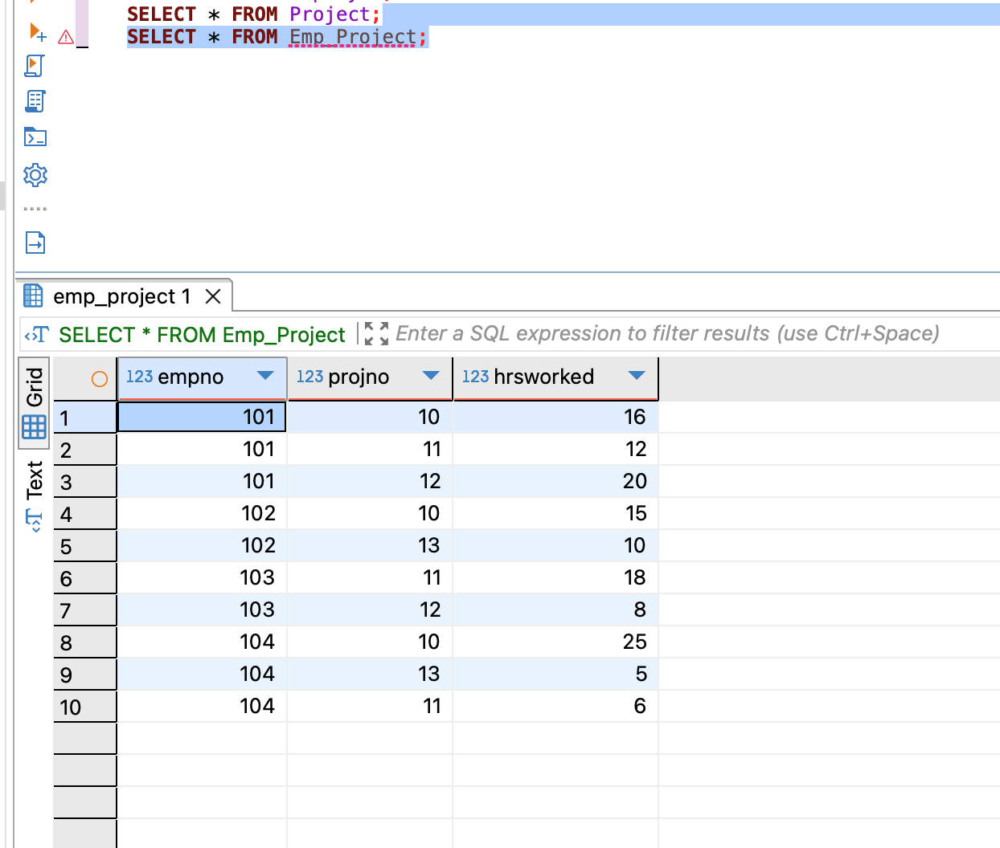 SELECT * FROM Project;
SELECT * FROM Emp_Project;
emp_project 1
SELECT * FROM Emp_Project Enter a SQL expression to filter results (use Ctrl+Space)
Grid
Text
123 empno 123 projno 123 hrsworked
1 101 10 16
2 101 11 12
3 101 12 20
4 102 10 15
5 102 13 10
6 103 11 18
7 103 12 8
8 104 10 25
9 104 13 5
10 104 11 6